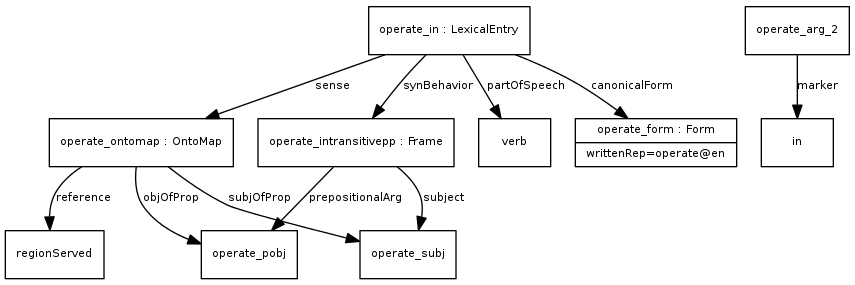 operate_in : LexicalEntry
operate_arg_2
sense
synBehavior
partOfSpeech
canonicalForm
marker
operate_ontomap : OntoMap
operate_intransitivepp : Frame
verb
operate_form : Form
writtenRep=operate@en
in
reference
objOfProp
subjOfProp
prepositionalArg
subject
regionServed
operate_pobj
operate_subj